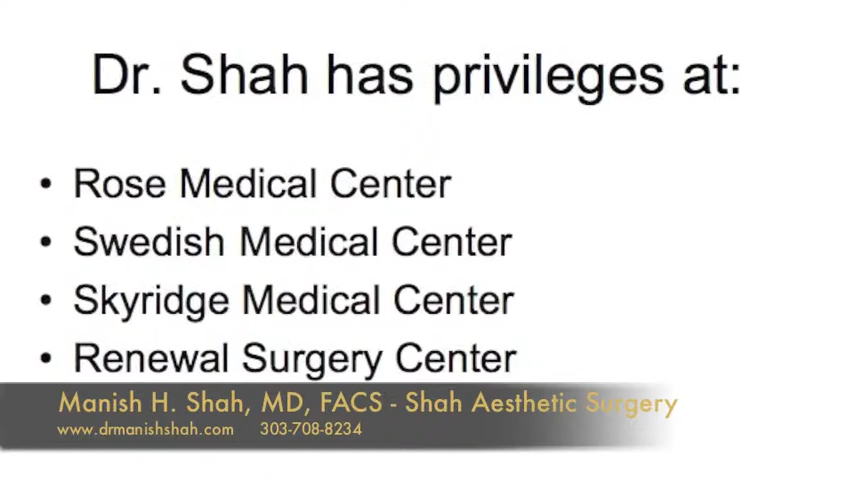 Dr. Shah has privileges at:
• Rose Medical Center
• Swedish Medical Center
• Skyridge Medical Center
• Renewal Surgery Center
Manish H. Shah, MD, FACS - Shah Aesthetic Surgery
www.drmanishshah.com 303-708-8234